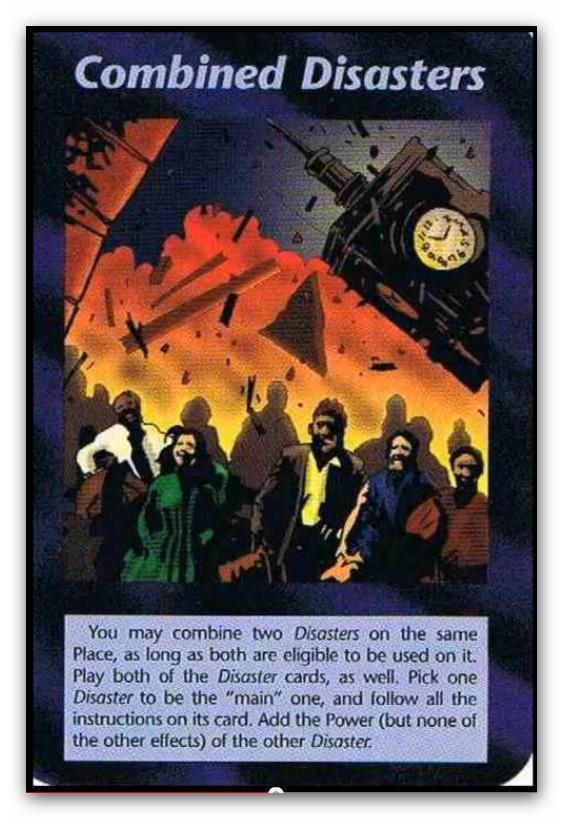 Combined Disasters
You may combine two Disasters on the same
Place, as long as both are eligible to be used on it.
Play both of the Disaster cards, as well. Pick one
Disaster to be the “main” one, and follow all the
instructions on its card. Add the Power (but none of
the other effects) of the other Disaster.